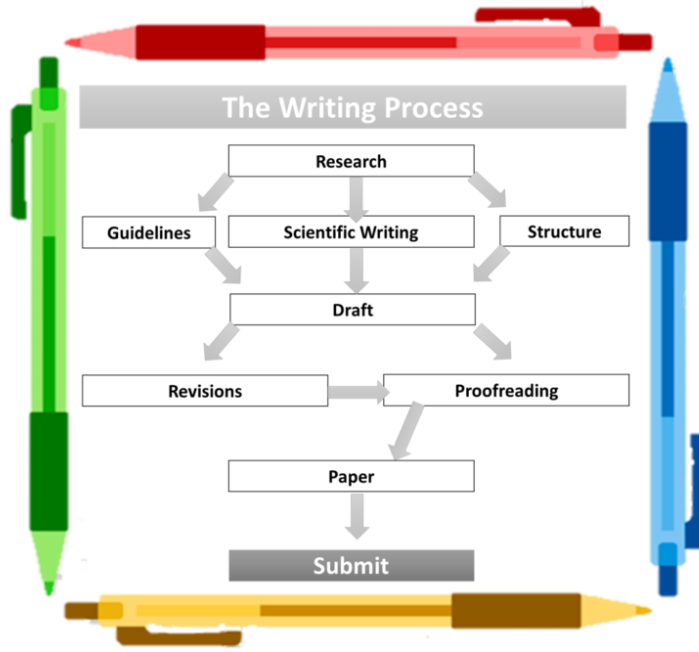 The Writing Process
Research
Guidelines
Scientific Writing
Structure
Draft
Revisions
Proofreading
Paper
Submit